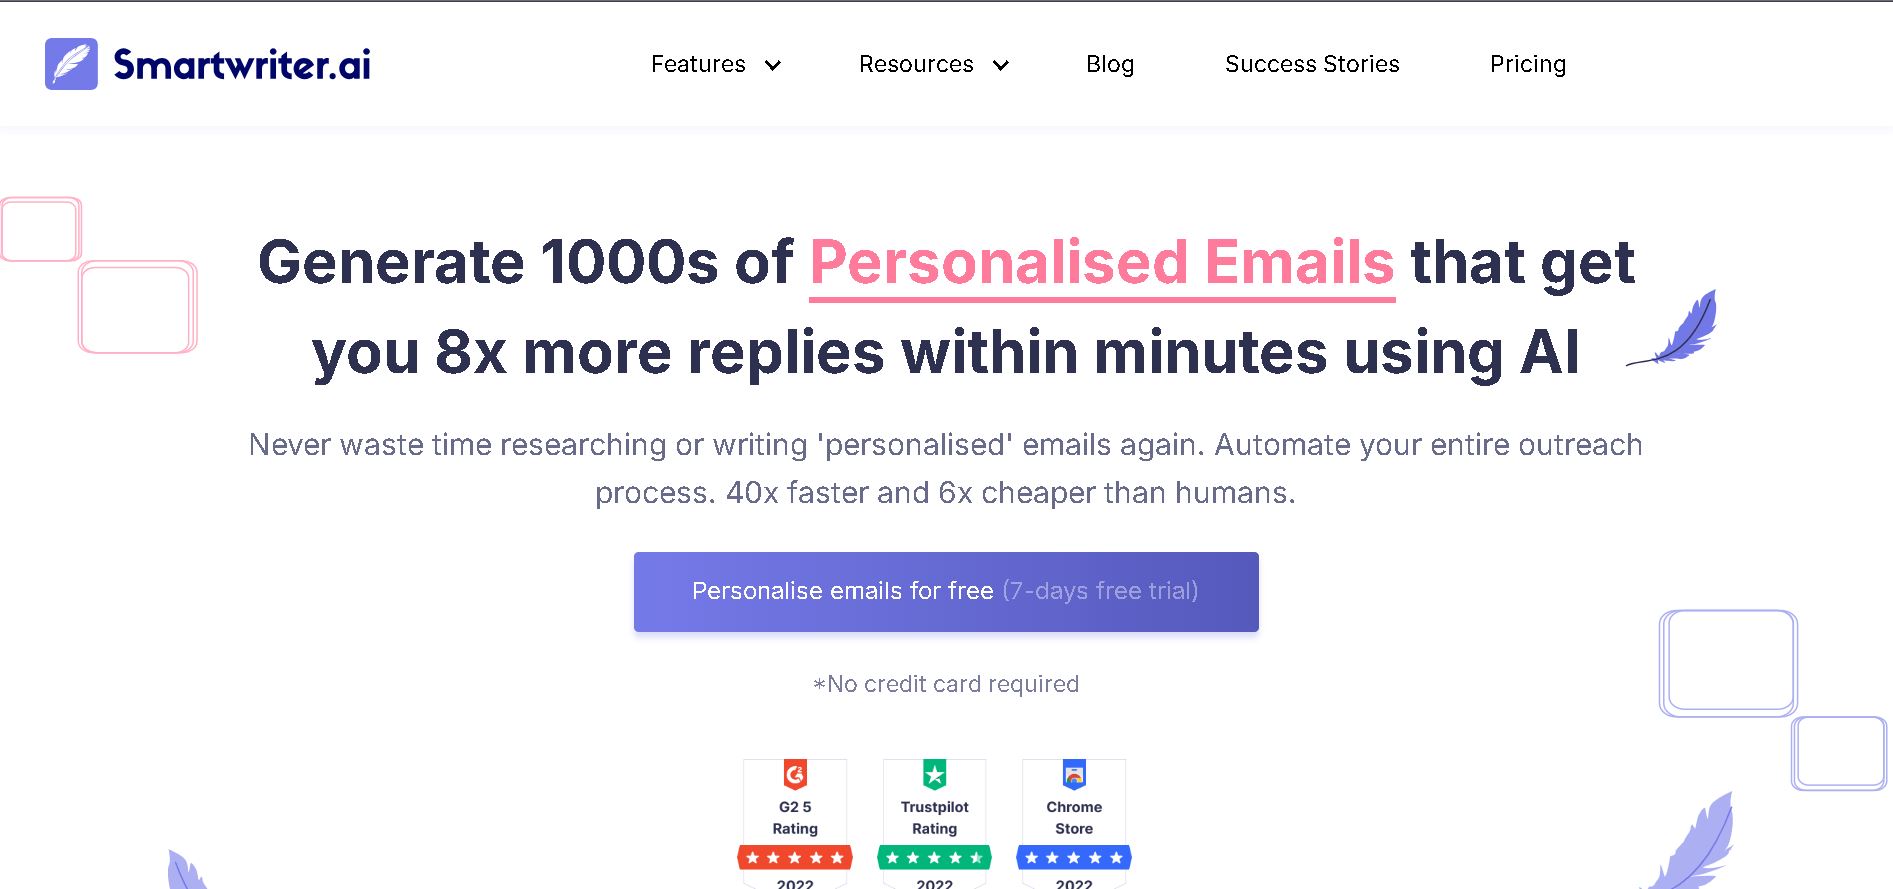 Smartwriter.ai
Features
Resources
Blog
Success Stories
Pricing
Generate 1000s of Personalised Emails that get
you 8x more replies within minutes using AI
Never waste time researching or writing 'personalised' emails again. Automate your entire outreach
process. 40x faster and 6x cheaper than humans.
Personalise emails for free (7-days free trial)
*No credit card required
G2 5
Rating
2022
Trustpilot
Rating
2022
Chrome
Store
2022